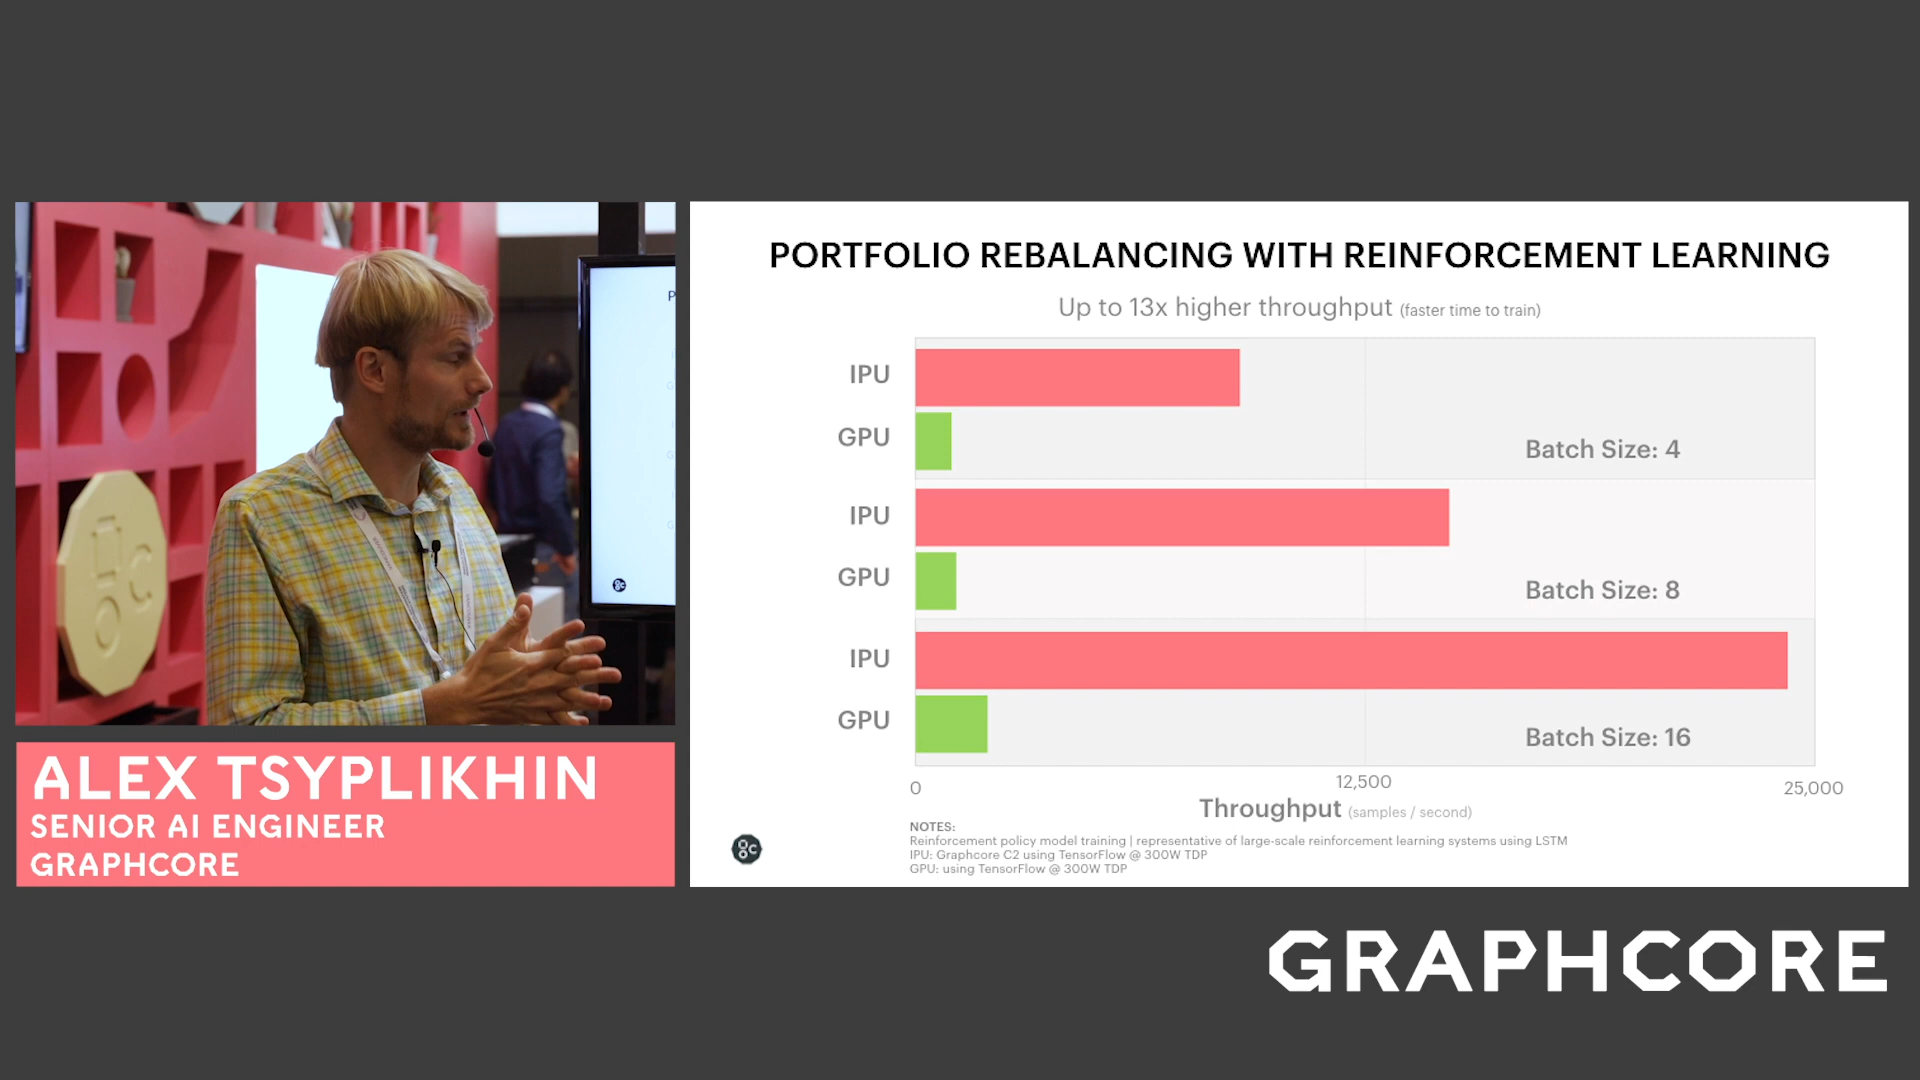 PORTFOLIO REBALANCING WITH REINFORCEMENT LEARNING
Up to 13x higher throughput (faster time to train)
IPU
GPU
Batch Size: 4
IPU
GPU
Batch Size: 8
IPU
GPU
Batch Size: 16
0
12,500
25,000
Throughput (samples / second)
NOTES:
Reinforcement policy model training | representative of large-scale reinforcement learning systems using LSTM
IPU: Graphcore C2 using TensorFlow @ 300W TDP
GPU: using TensorFlow @ 300W TDP
ALEX TSYPLIKHIN
SENIOR AI ENGINEER
GRAPHCORE
GRAPHCORE